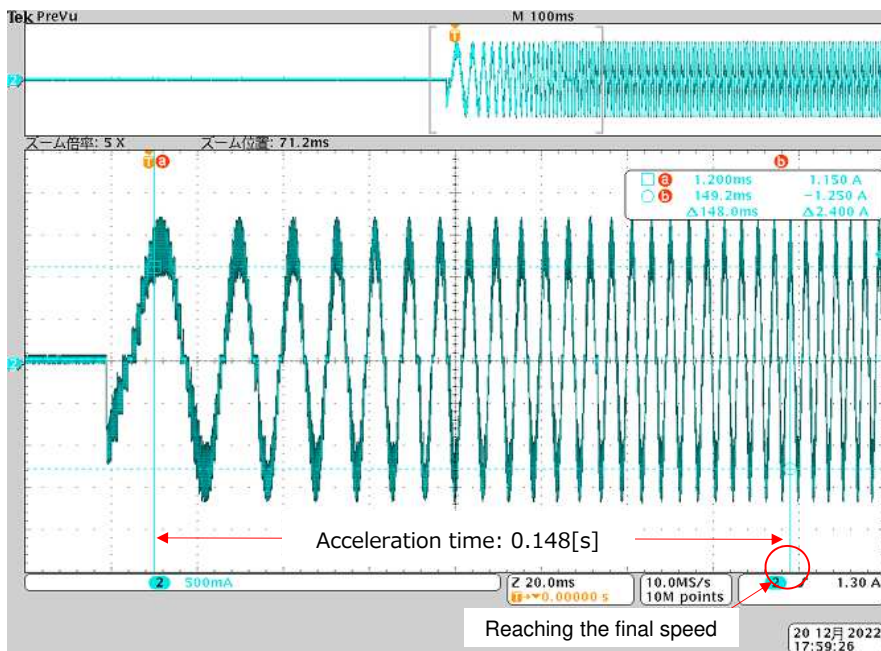 Tek PreVu M 100ms
T
2
ズーム倍率: 5 X ズーム位置: 71.2ms
T a b
a 1.200ms 1.150 A
b 149.2ms −1.250 A
Δ148.0ms Δ2.400 A
2
Acceleration time: 0.148[s]
2 500mA
Z 20.0ms
T→▼0.00000 s
10.0MS/s
10M points
2 1.30 A
Reaching the final speed
20 12月 2022
17:59:26